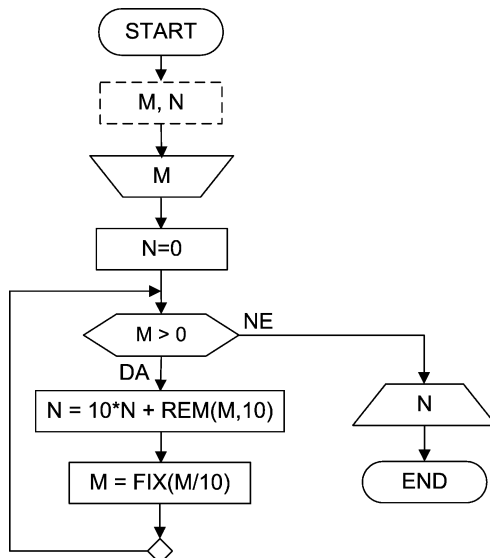 START
M, N
M
N=0
M > 0
NE
DA
N = 10*N + REM(M,10)
N
M = FIX(M/10)
END